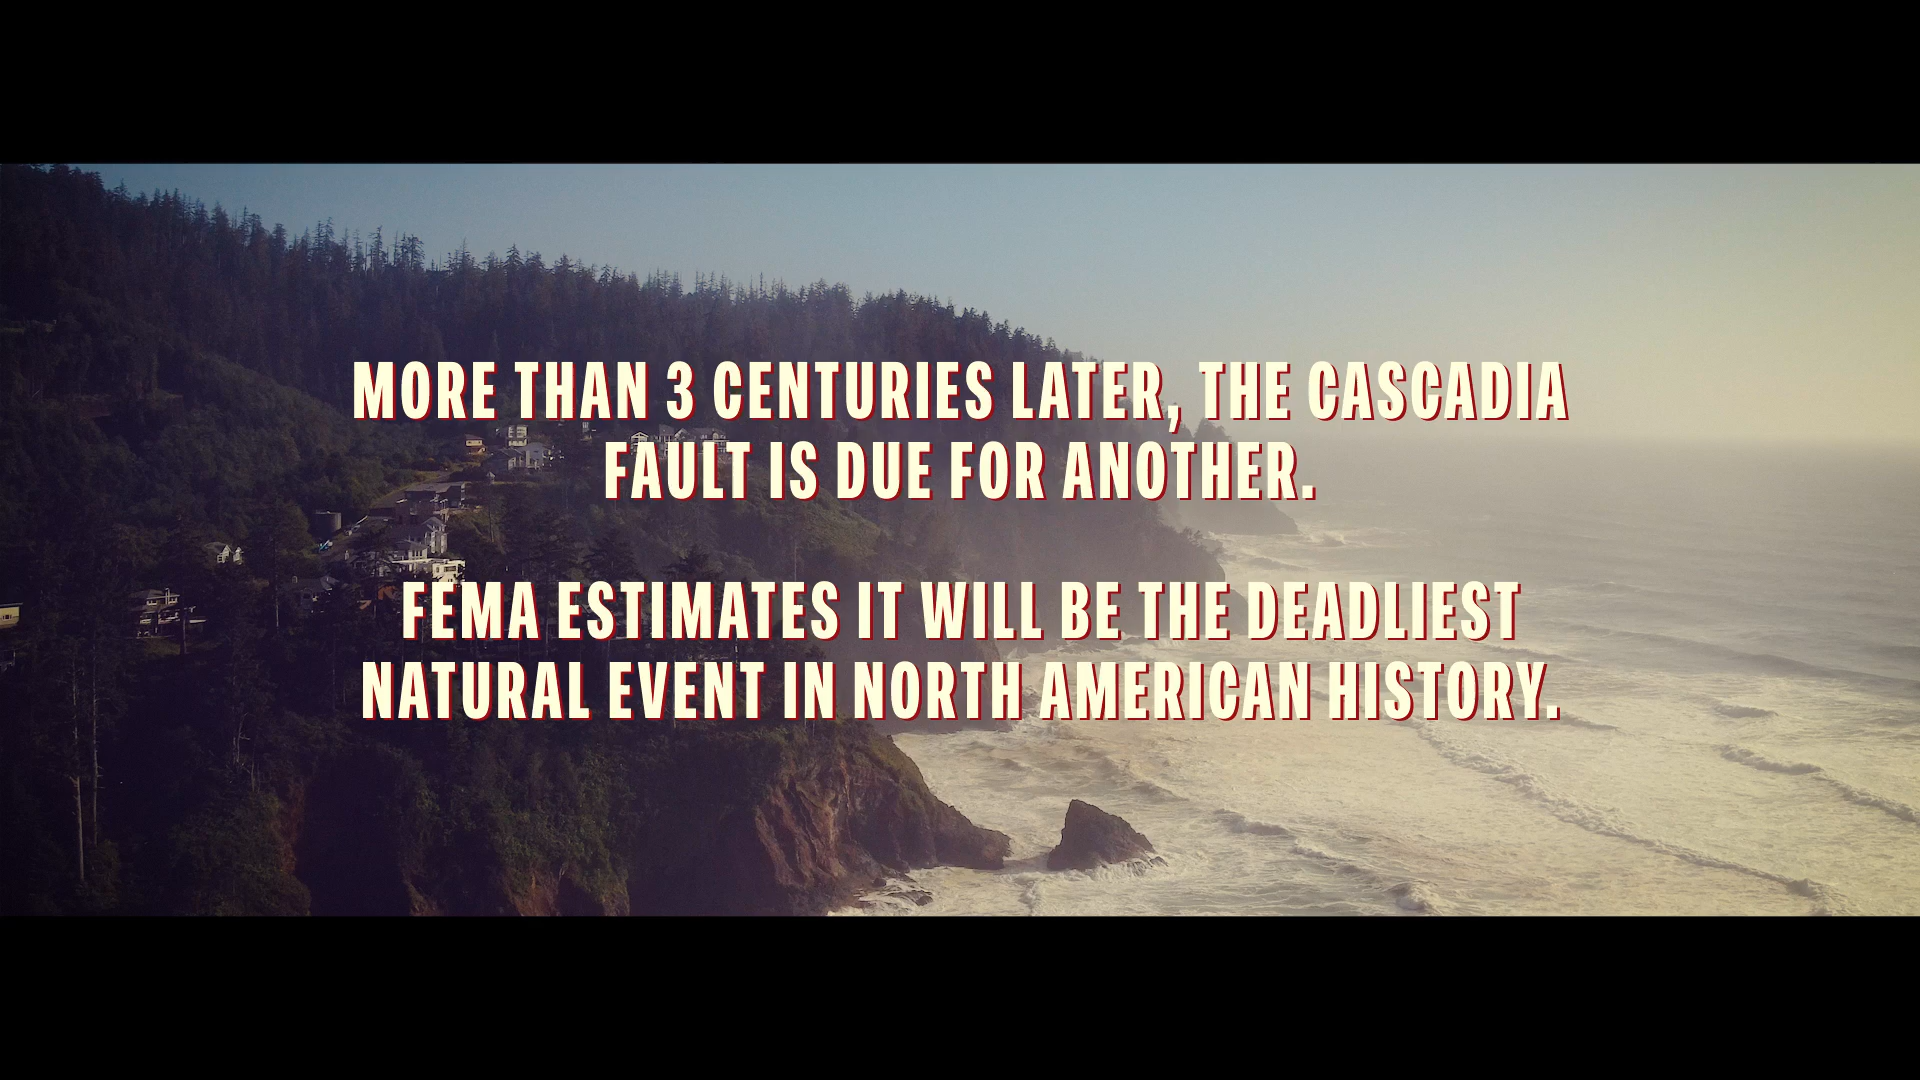 MORE THAN 3 CENTURIES LATER, THE CASCADIA
FAULT IS DUE FOR ANOTHER.
FEMA ESTIMATES IT WILL BE THE DEADLIEST
NATURAL EVENT IN NORTH AMERICAN HISTORY.